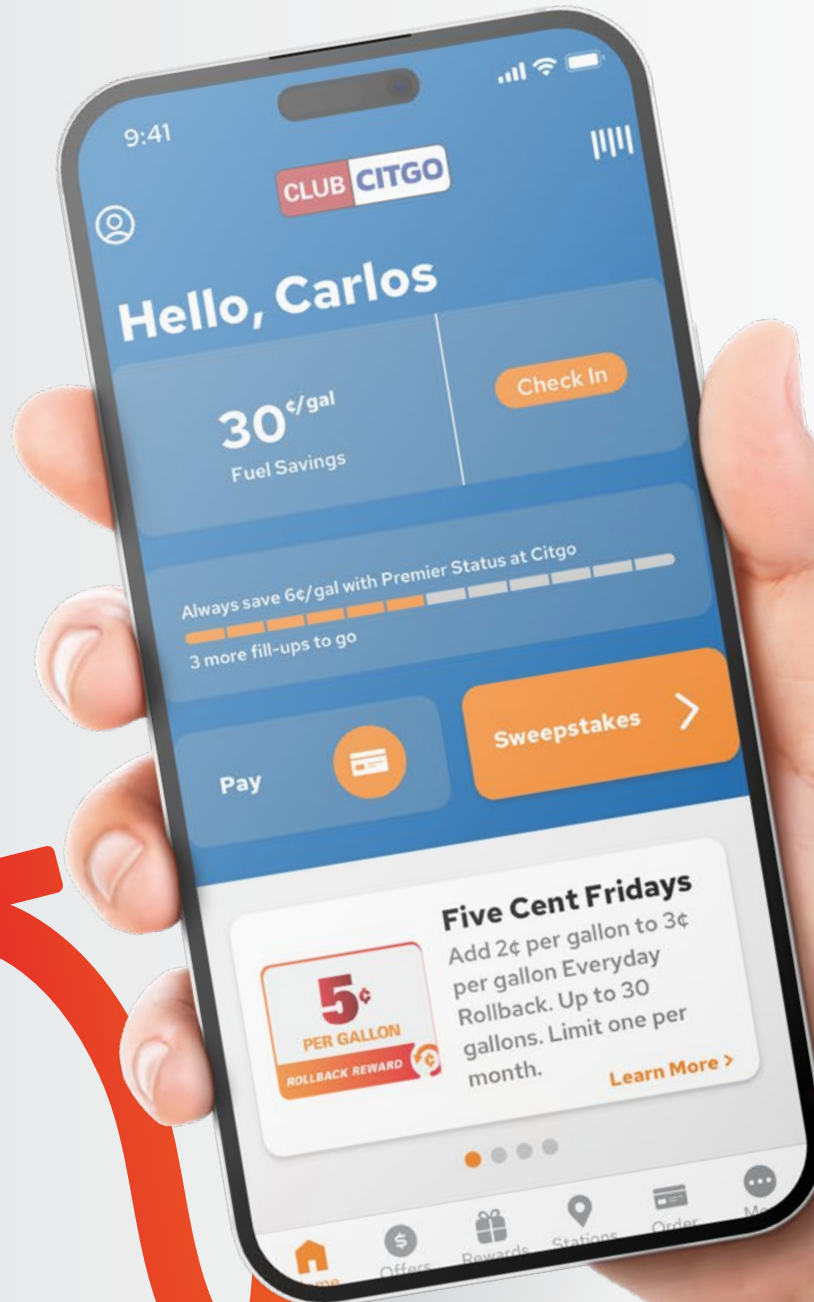 9:41
CLUB CITGO
Hello, Carlos
30¢/gal
Fuel Savings
Check In
Always save 6¢/gal with Premier Status at Citgo
3 more fill-ups to go
Pay
Sweepstakes
Five Cent Fridays
Add 2¢ per gallon to 3¢
per gallon Everyday
Rollback. Up to 30
gallons. Limit one per
month.
Learn More >
5¢
PER GALLON
ROLLBACK REWARD
Offers
Rewards
Stations
Order